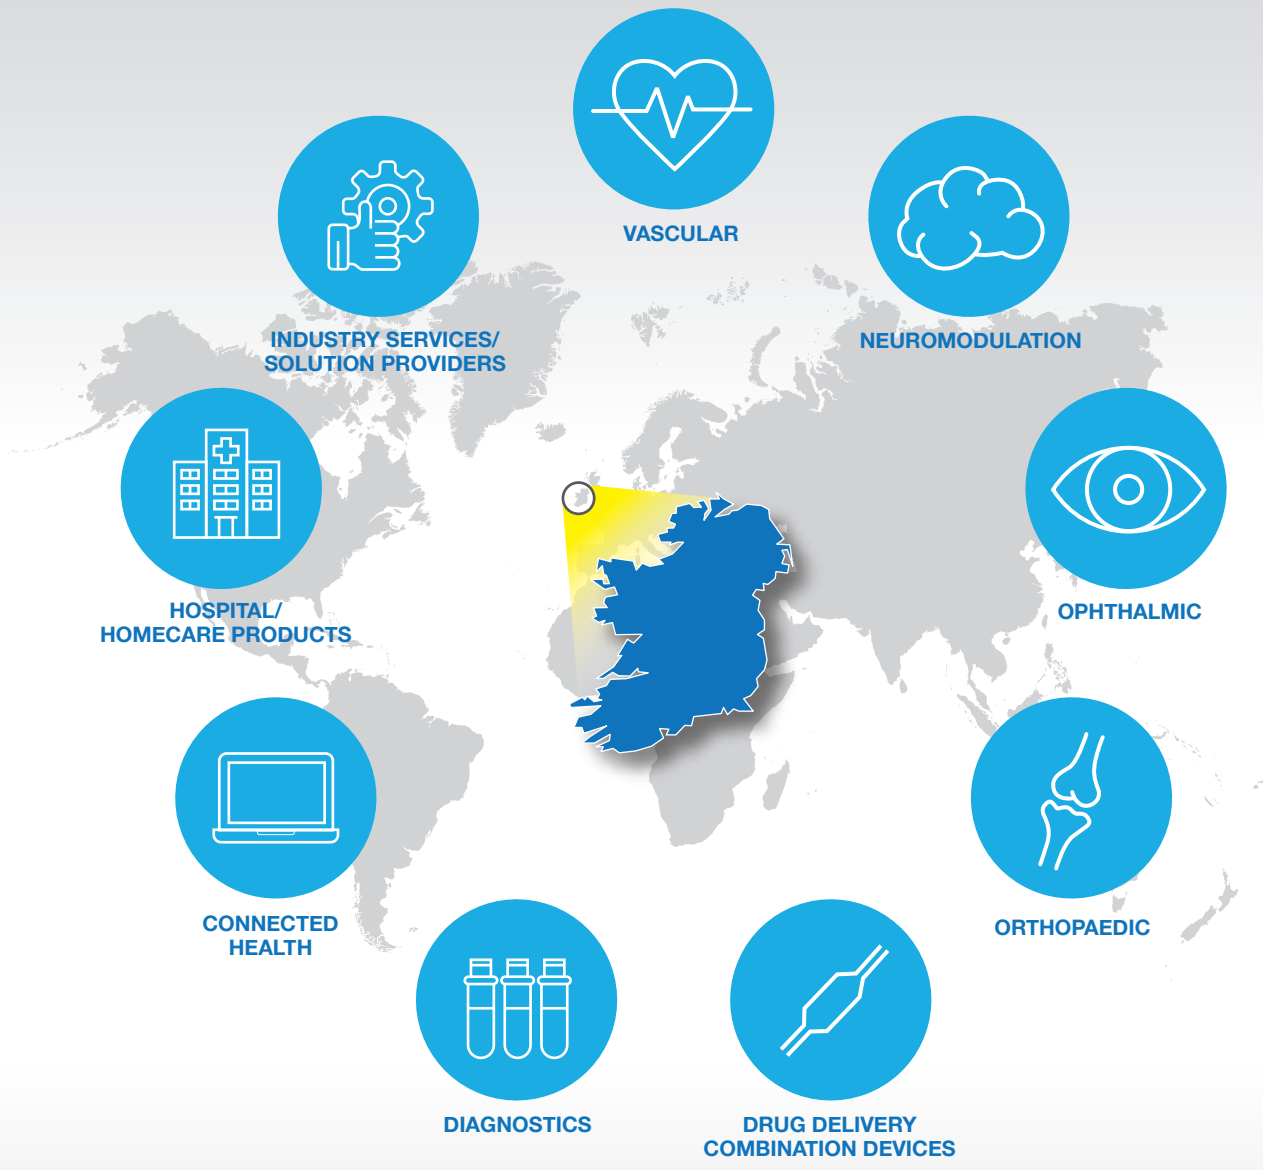 VASCULAR
INDUSTRY SERVICES/
SOLUTION PROVIDERS
NEUROMODULATION
HOSPITAL/
HOMECARE PRODUCTS
OPHTHALMIC
CONNECTED
HEALTH
ORTHOPAEDIC
DIAGNOSTICS
DRUG DELIVERY
COMBINATION DEVICES